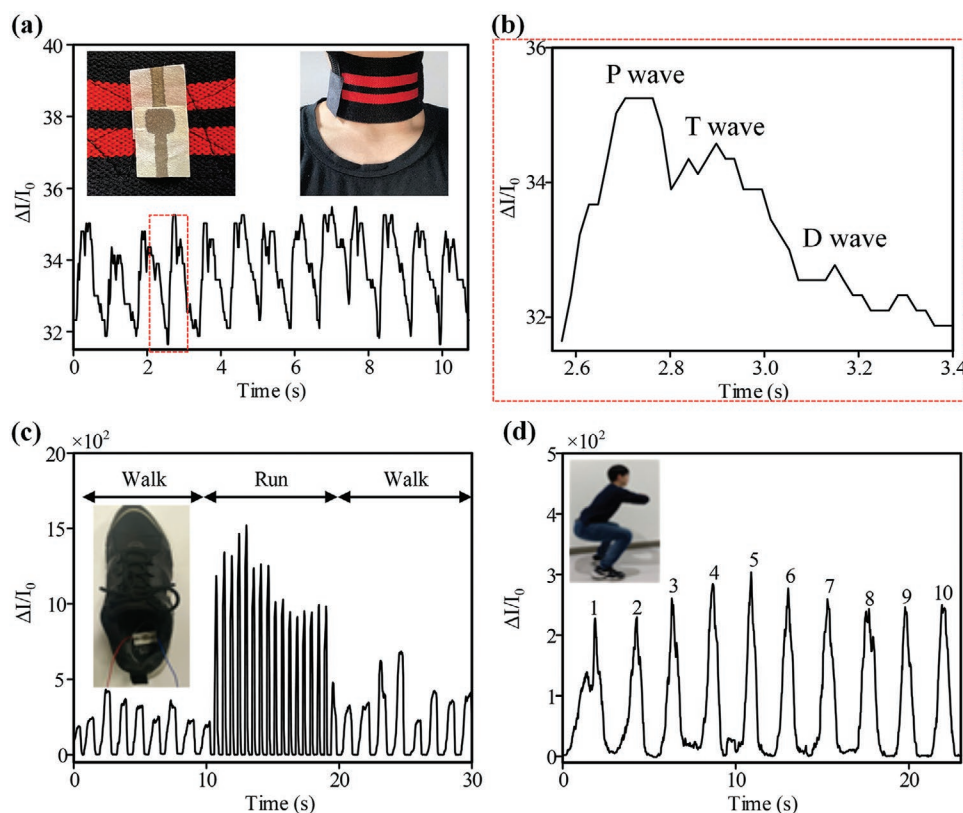 (a)
40
38
36
34
32
ΔI/I₀
0 2 4 6 8 10
Time (s)
(b)
36
34
32
ΔI/I₀
P wave
T wave
D wave
2.6 2.8 3.0 3.2 3.4
Time (s)
(c)
×10²
20
15
10
5
0
ΔI/I₀
Walk Run Walk
0 10 20 30
Time (s)
(d)
×10²
5
4
3
2
1
0
ΔI/I₀
1 2 3 4 5 6 7 8 9 10
0 10 20
Time (s)